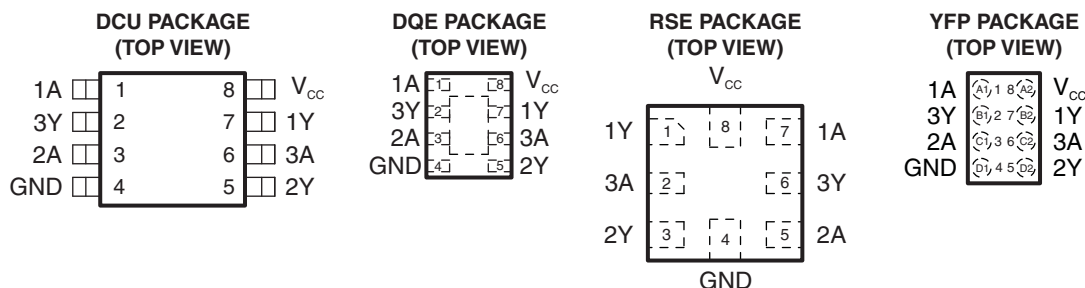 DCU PACKAGE
(TOP VIEW)
1A 1 8 VCC
3Y 2 7 1Y
2A 3 6 3A
GND 4 5 2Y
DQE PACKAGE
(TOP VIEW)
1A 1 8 VCC
3Y 2 7 1Y
2A 3 6 3A
GND 4 5 2Y
RSE PACKAGE
(TOP VIEW)
VCC
1Y 1 8 7 1A
3A 2 6 3Y
2Y 3 4 5 2A
GND
YFP PACKAGE
(TOP VIEW)
1A A1 1 8 A2 VCC
3Y B1 2 7 B2 1Y
2A C1 3 6 C2 3A
GND D1 4 5 D2 2Y